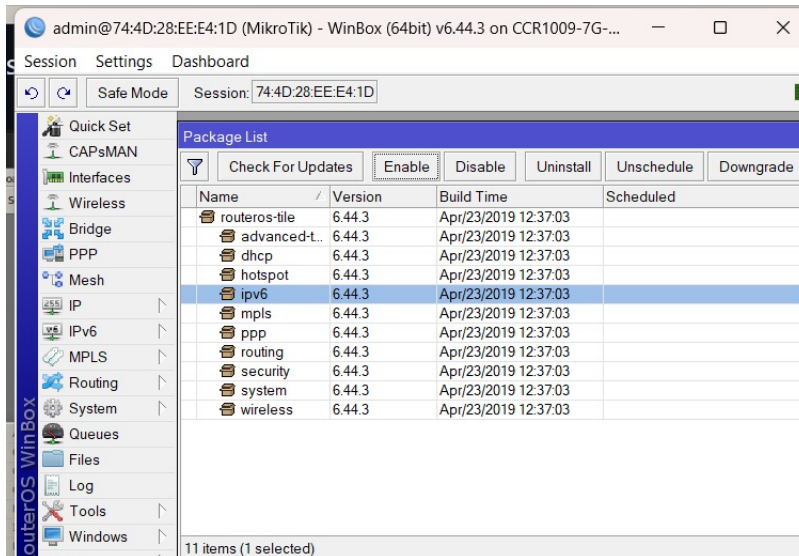 admin@74:4D:28:EE:E4:1D (MikroTik) - WinBox (64bit) v6.44.3 on CCR1009-7G-...
Session Settings Dashboard
Safe Mode Session: 74:4D:28:EE:E4:1D
Quick Set
CAPsMAN
Interfaces
Wireless
Bridge
PPP
Mesh
IP
IPv6
MPLS
Routing
System
Queues
Files
Log
Tools
Windows
outerOS WinBox
Package List
Check For Updates Enable Disable Uninstall Unschedule Downgrade
Name Version Build Time Scheduled
routeros-tile 6.44.3 Apr/23/2019 12:37:03
advanced-t... 6.44.3 Apr/23/2019 12:37:03
dhcp 6.44.3 Apr/23/2019 12:37:03
hotspot 6.44.3 Apr/23/2019 12:37:03
ipv6 6.44.3 Apr/23/2019 12:37:03
mpls 6.44.3 Apr/23/2019 12:37:03
ppp 6.44.3 Apr/23/2019 12:37:03
routing 6.44.3 Apr/23/2019 12:37:03
security 6.44.3 Apr/23/2019 12:37:03
system 6.44.3 Apr/23/2019 12:37:03
wireless 6.44.3 Apr/23/2019 12:37:03
11 items (1 selected)